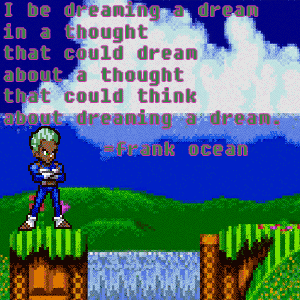 I be dreaming a dream
in a thought
that could dream
about a thought
that could think
about dreaming a dream.
-frank ocean